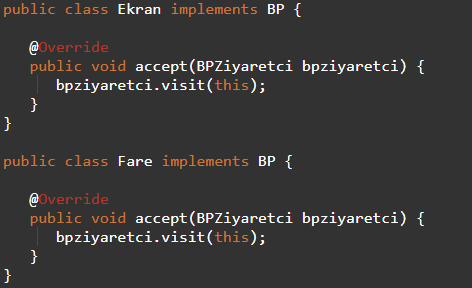 public class Ekran implements BP {
@Override
public void accept(BPZiyaretci bpziyaretci) {
bpziyaretci.visit(this);
}
}
public class Fare implements BP {
@Override
public void accept(BPZiyaretci bpziyaretci) {
bpziyaretci.visit(this);
}
}